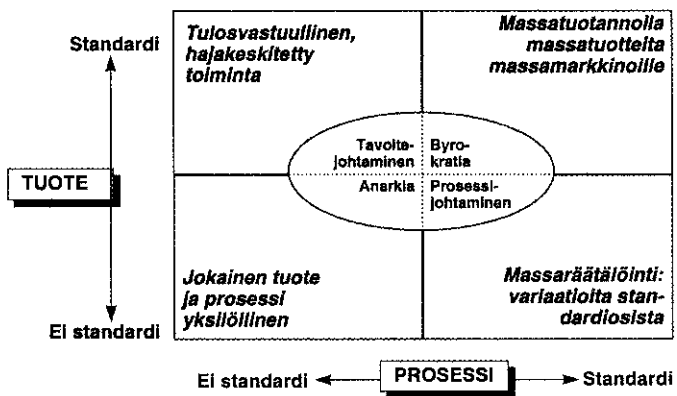 Standardi
TUOTE
Ei standardi
Tulosvastuullinen,
hajakeskitetty
toiminta
Massatuotannolla
massatuotteita
massamarkkinoille
Tavoite-
johtaminen
Byro-
kratia
Anarkia
Prosessi-
johtaminen
Jokainen tuote
ja prosessi
yksilöllinen
Massaräätälöinti:
variaatioita stan-
dardiosista
Ei standardi
PROSESSI
Standardi